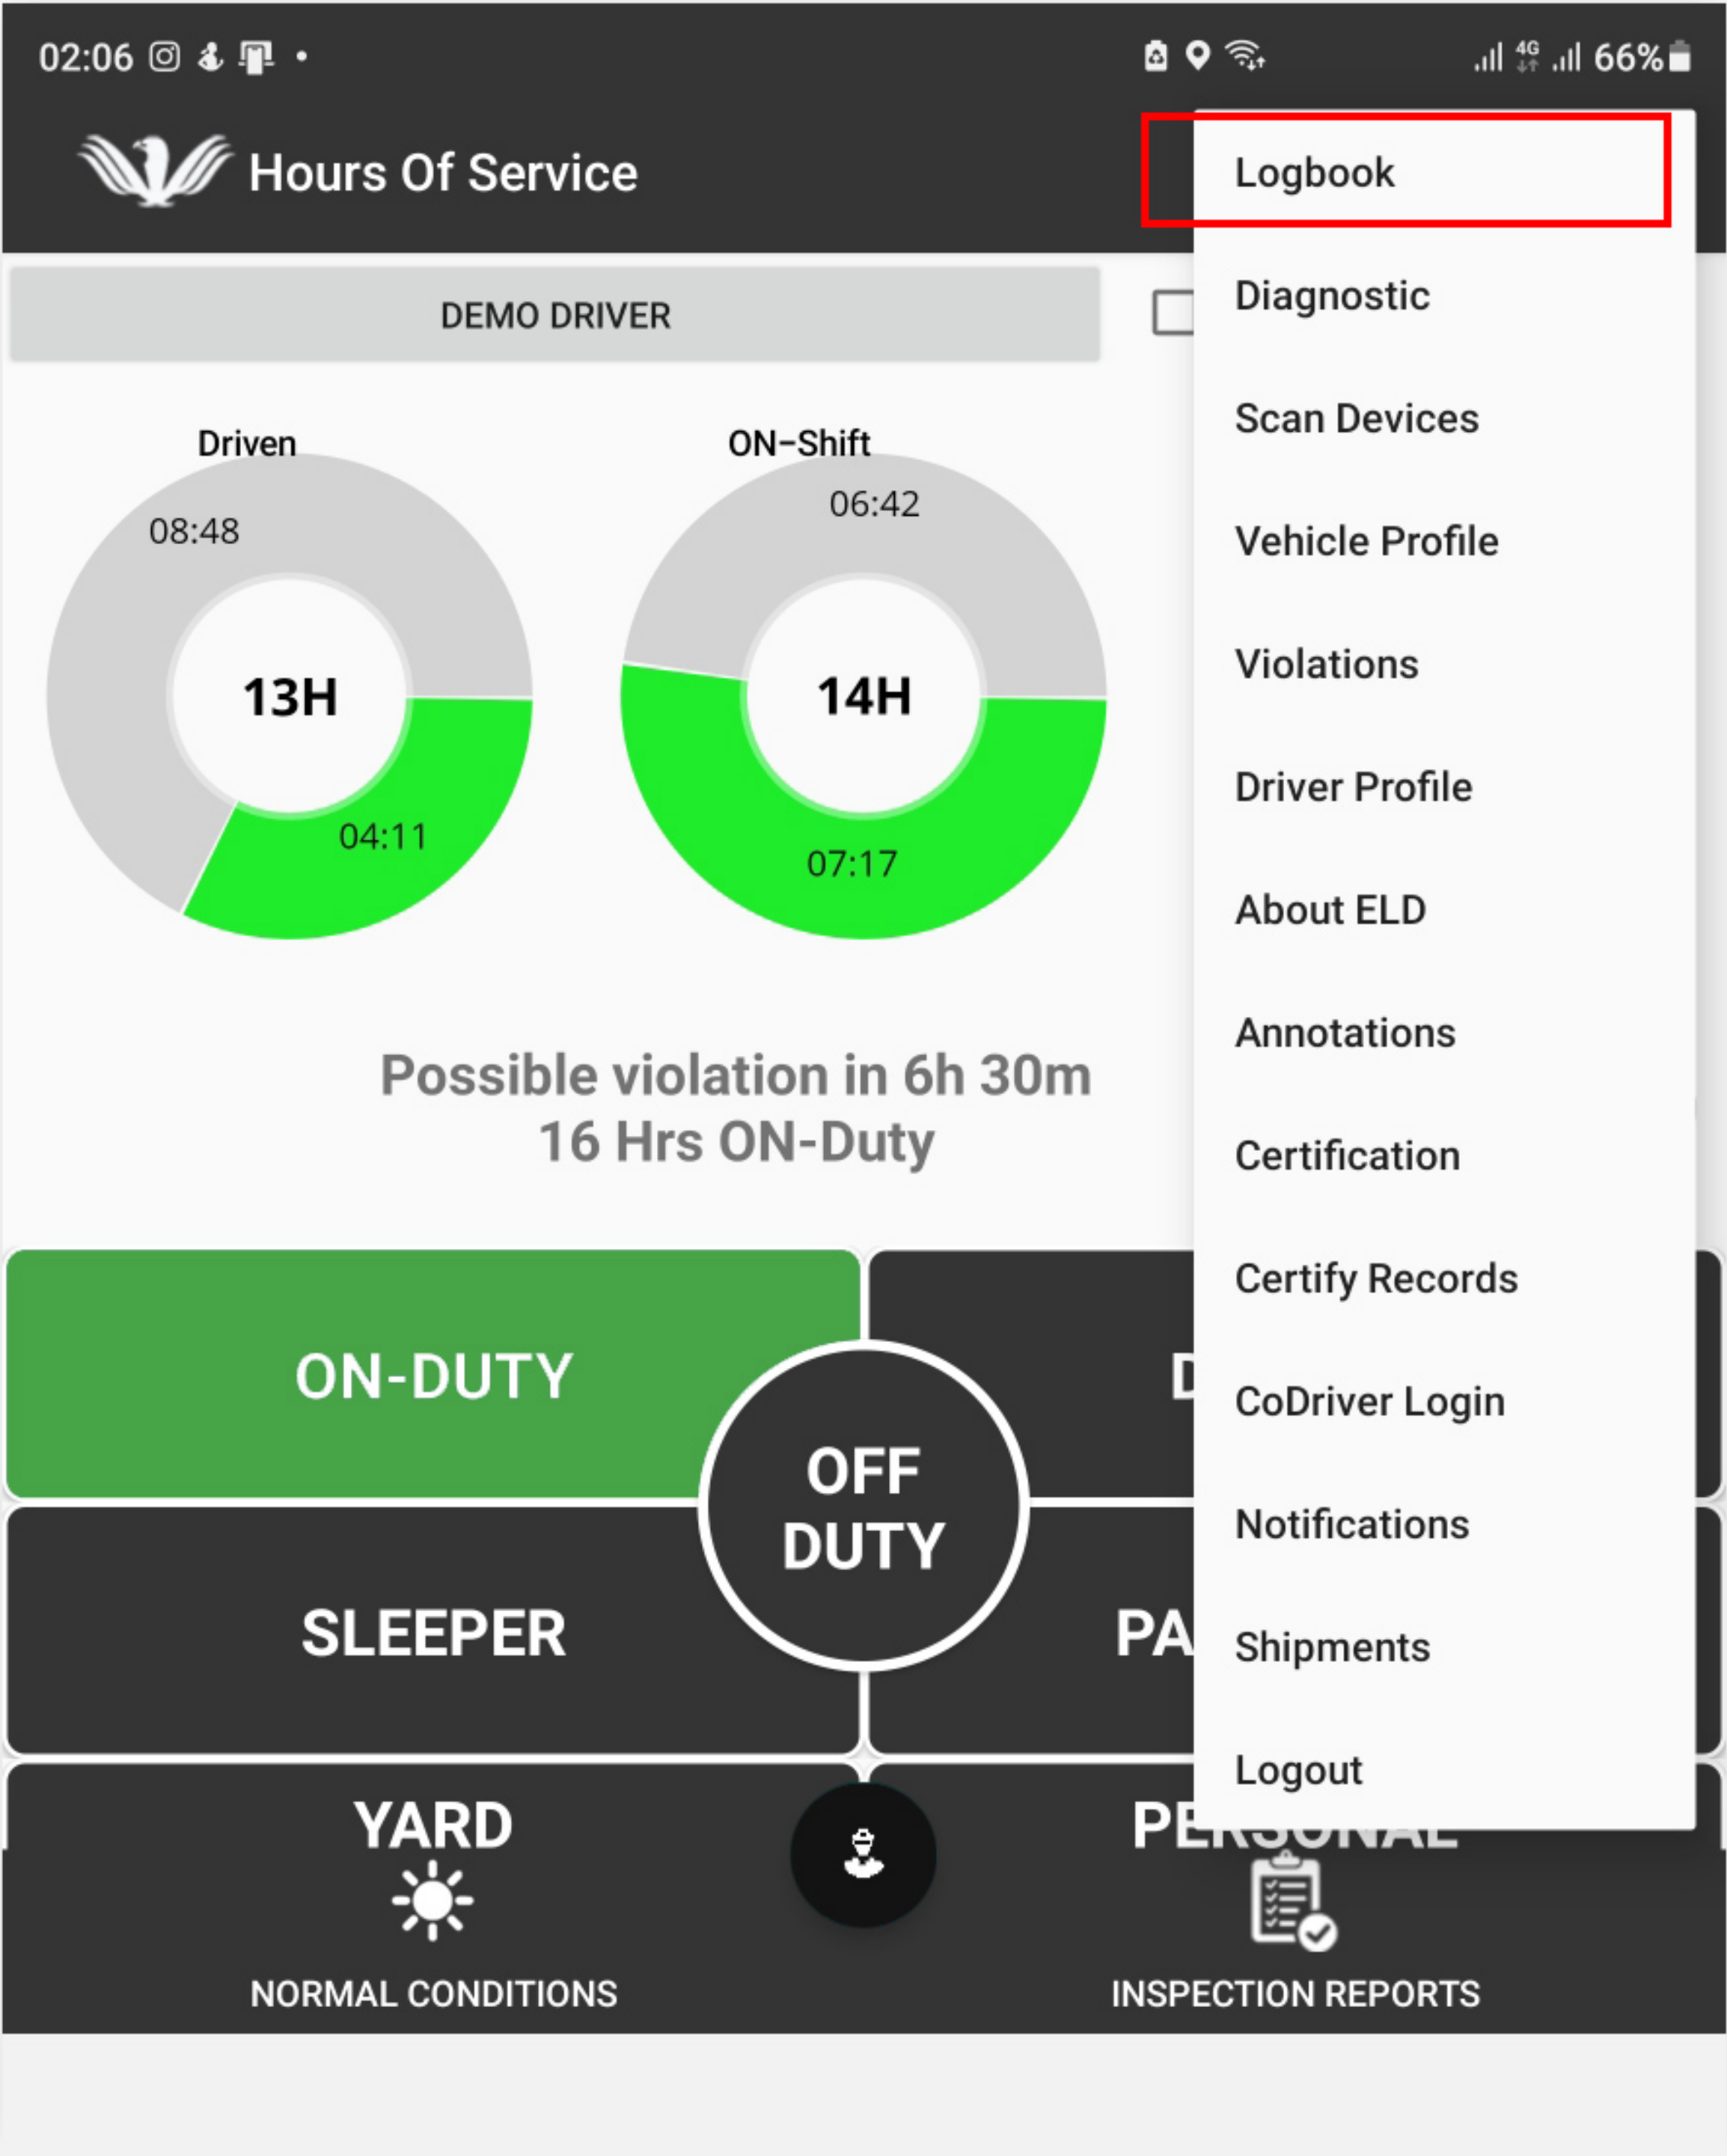 02:06
4G
66%
Hours Of Service
Logbook
Diagnostic
Scan Devices
Vehicle Profile
Violations
Driver Profile
About ELD
Annotations
Certification
Certify Records
CoDriver Login
Notifications
Shipments
Logout
DEMO DRIVER
Driven
08:48
13H
04:11
ON-Shift
06:42
14H
07:17
Possible violation in 6h 30m
16 Hrs ON-Duty
ON-DUTY
D
OFF
DUTY
SLEEPER
PA
YARD
PERSONAL
NORMAL CONDITIONS
INSPECTION REPORTS